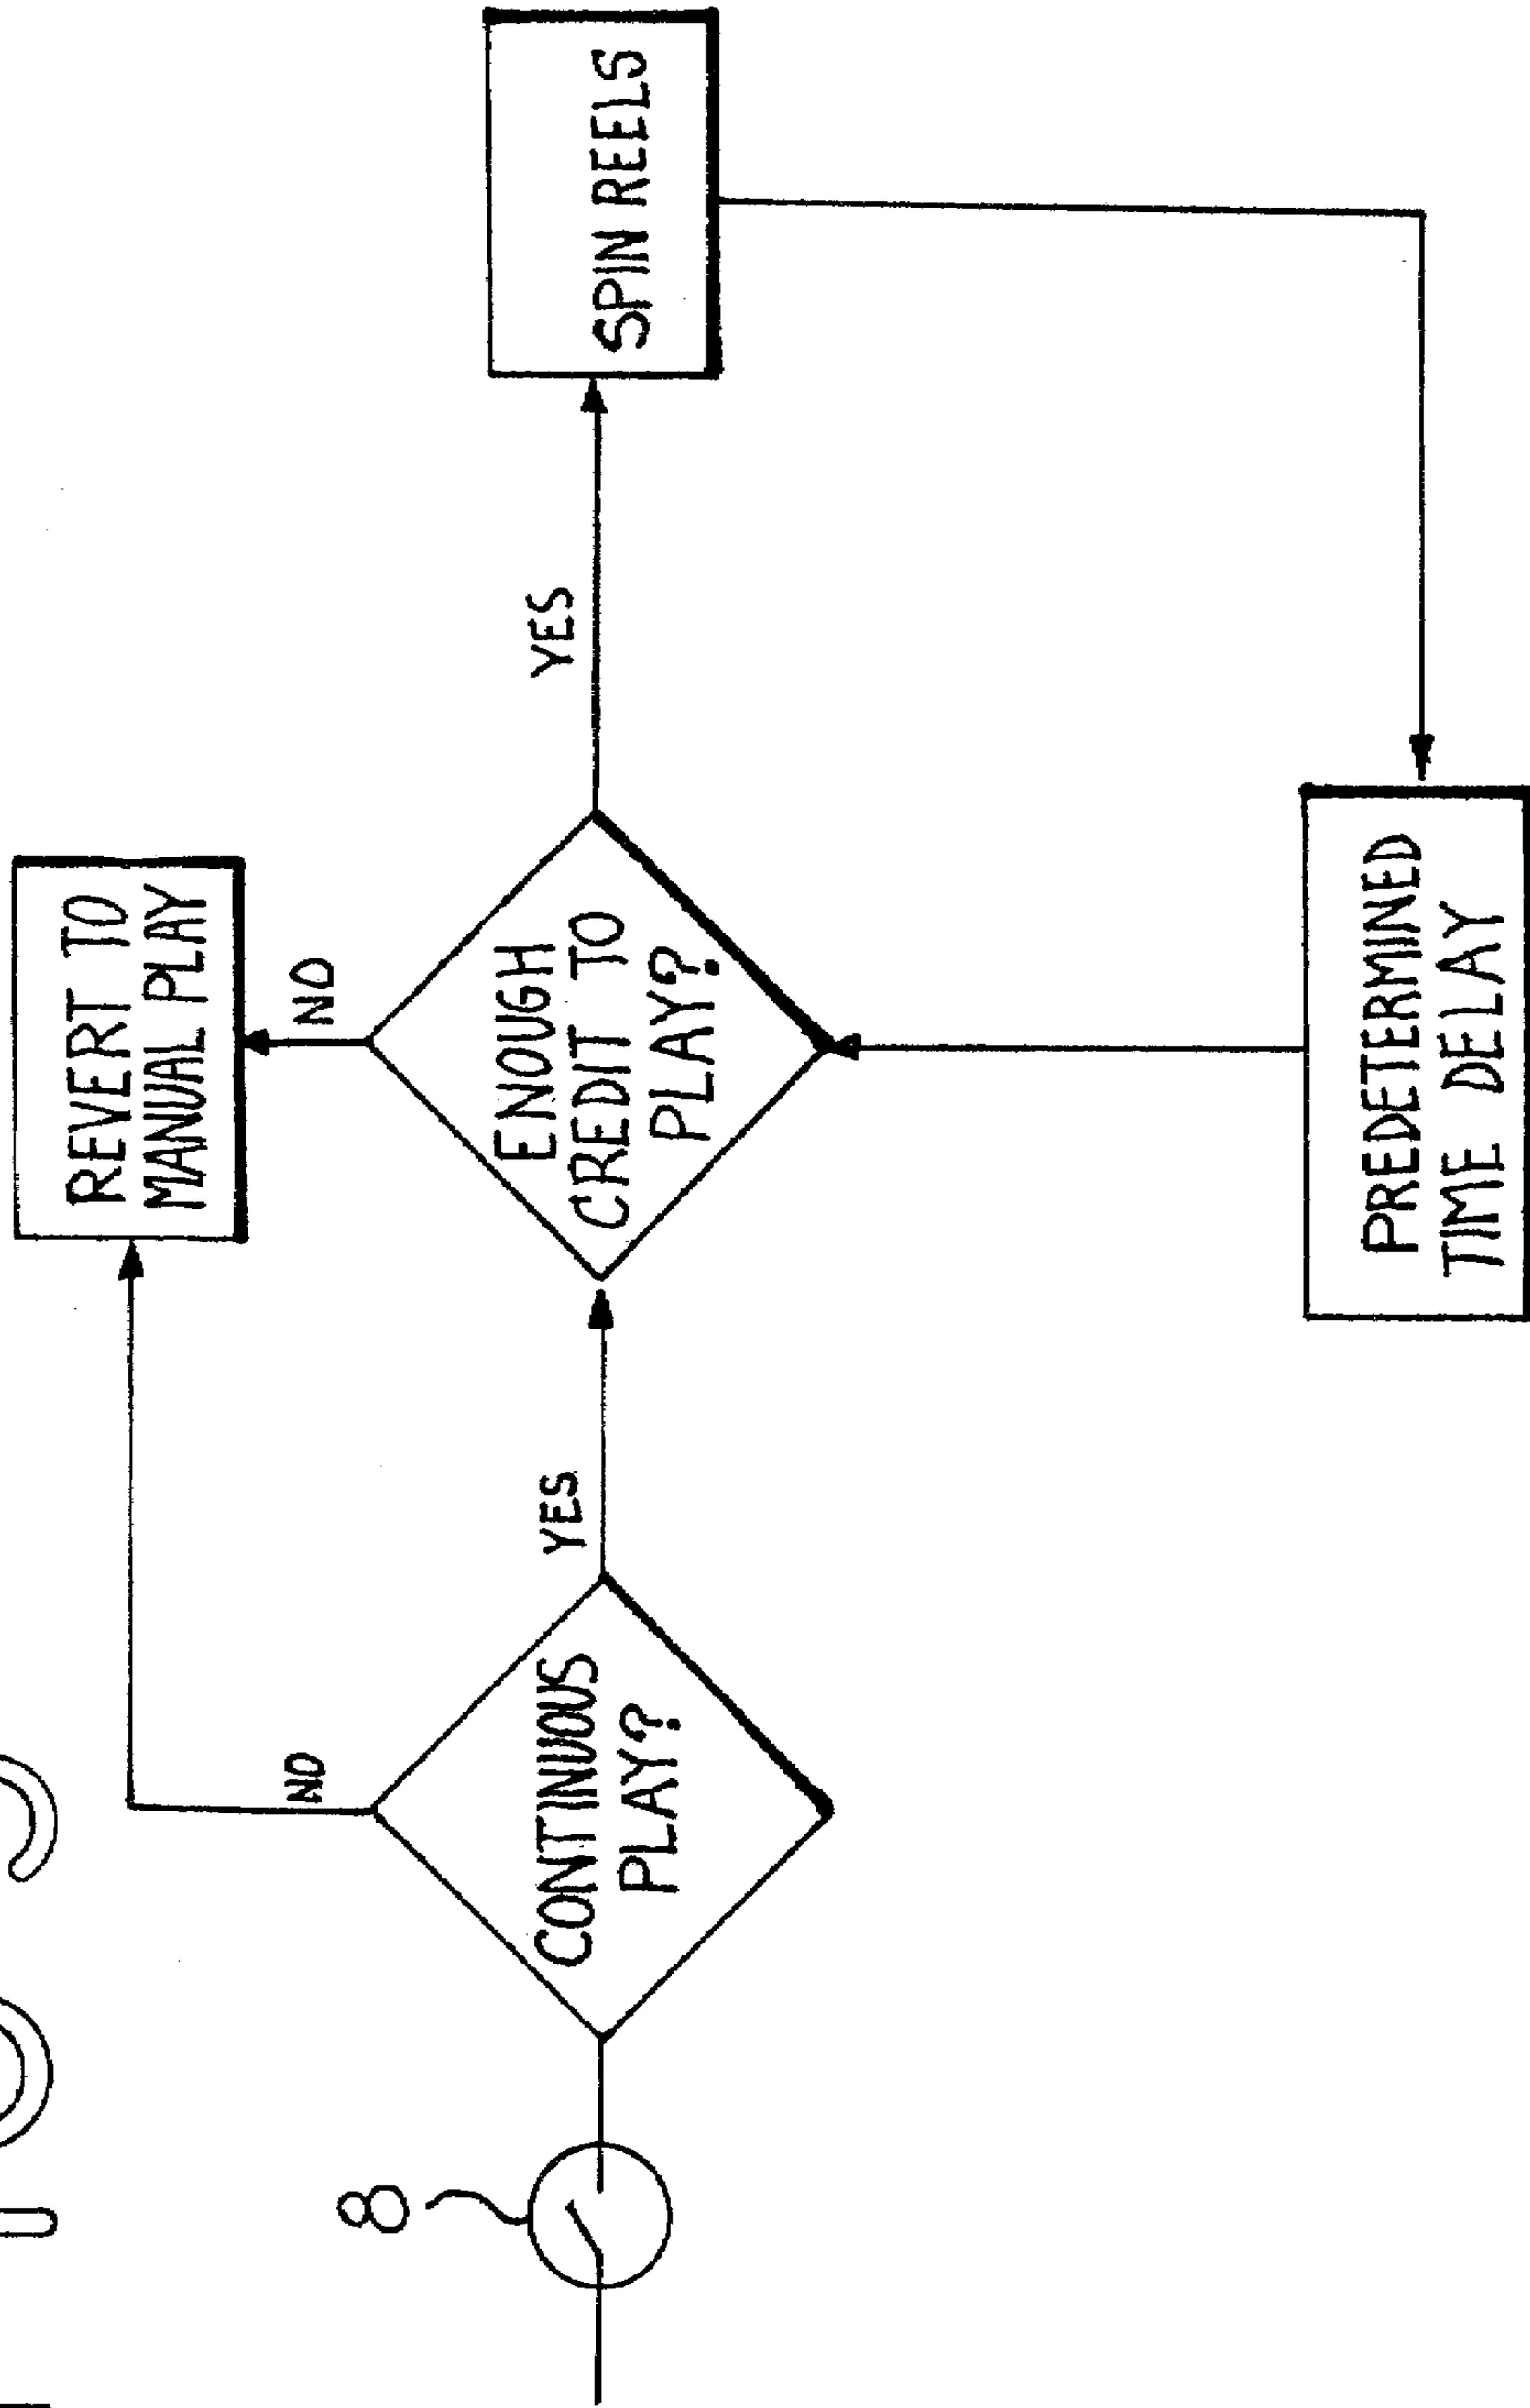 REVERT TO
MANUAL PLAY
NO
NO
8
CONTINUOUS
PLAY?
YES
ENOUGH
CREDIT TO
PLAY?
YES
SPIN REELS
PREDETERMINED
TIME DELAY